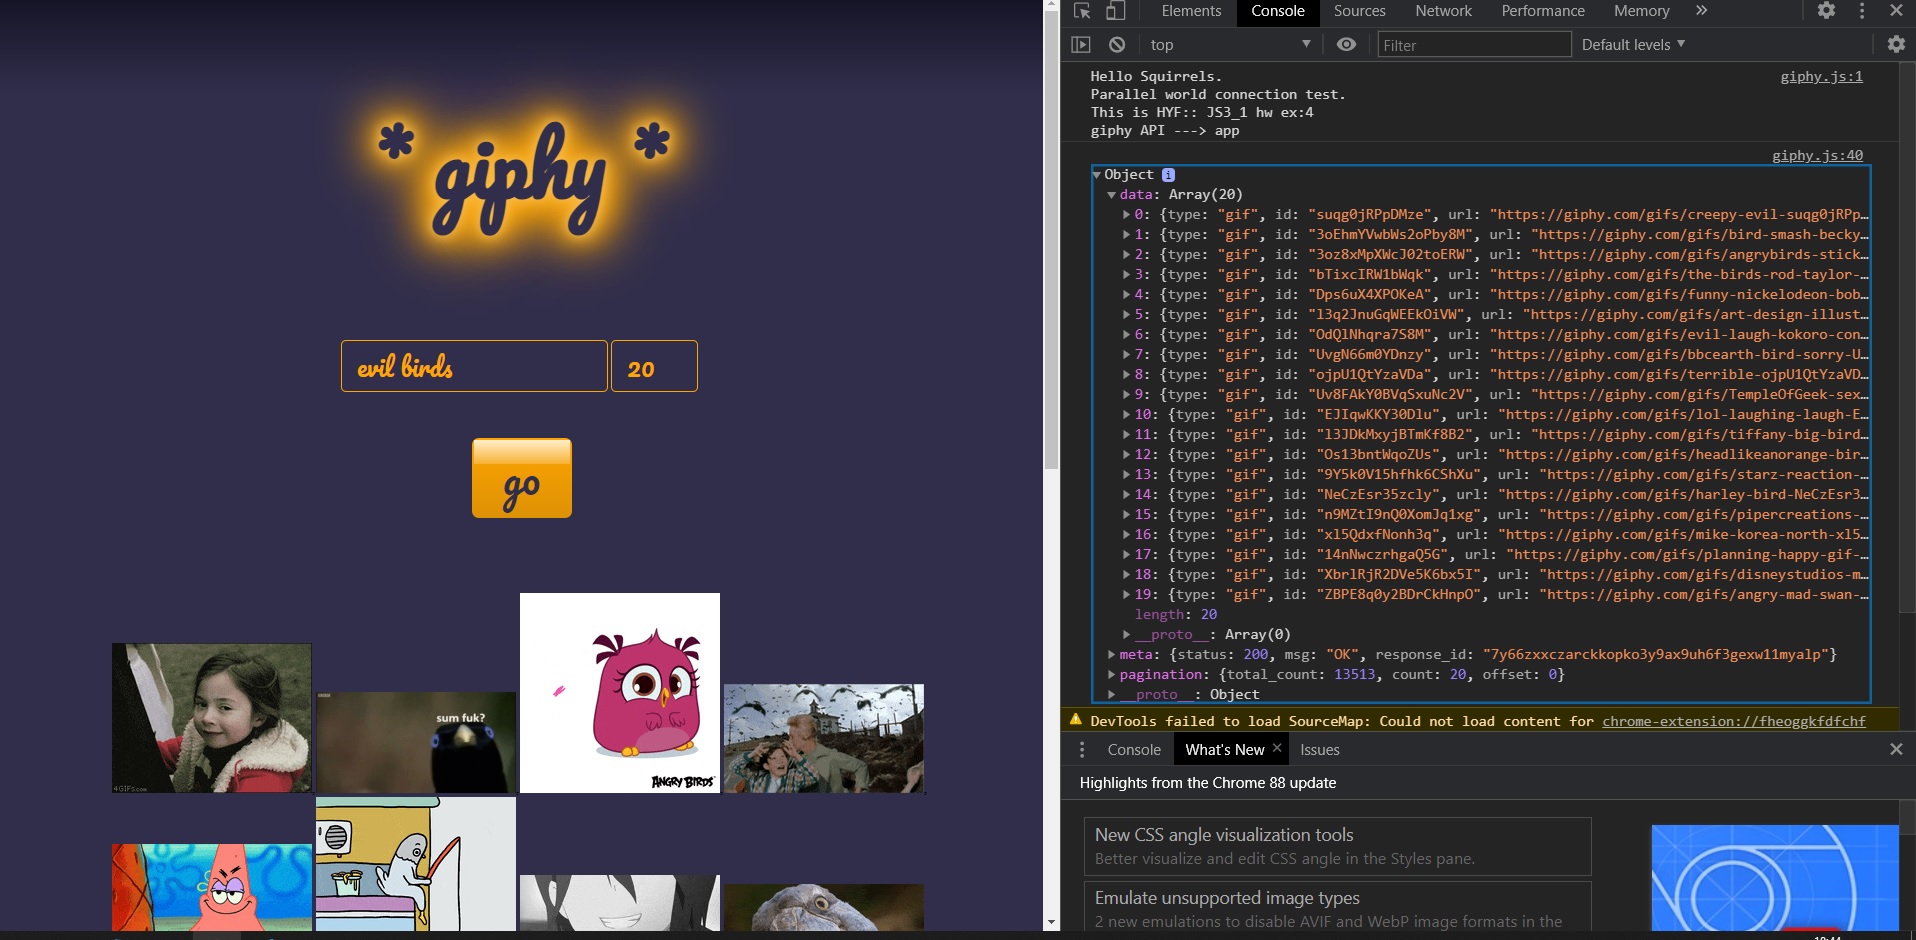 * giphy *
evil birds
20
go
4GIFs.com
BBC
sum fuk?
ANGRY BIRDS
Elements Console Sources Network Performance Memory »
top Filter Default levels
Hello Squirrels. giphy.js:1
Parallel world connection test.
This is HYF:: JS3_1 hw ex:4
giphy API ---> app
giphy.js:40
Object i
data: Array(20)
0: {type: "gif", id: "suqg0jRPpDMze", url: "https://giphy.com/gifs/creepy-evil-suqg0jRPp…
1: {type: "gif", id: "3oEhmYVwbWs2oPby8M", url: "https://giphy.com/gifs/bird-smash-becky…
2: {type: "gif", id: "3oz8xMpXWcJ02toERW", url: "https://giphy.com/gifs/angrybirds-stick…
3: {type: "gif", id: "bTixcIRW1bWqk", url: "https://giphy.com/gifs/the-birds-rod-taylor-…
4: {type: "gif", id: "Dps6uX4XPOKeA", url: "https://giphy.com/gifs/funny-nickelodeon-bob…
5: {type: "gif", id: "l3q2JnuGqWEEkOiVW", url: "https://giphy.com/gifs/art-design-illust…
6: {type: "gif", id: "OdQlNhqra7S8M", url: "https://giphy.com/gifs/evil-laugh-kokoro-con…
7: {type: "gif", id: "UvgN66m0YDnzy", url: "https://giphy.com/gifs/bbcearth-bird-sorry-U…
8: {type: "gif", id: "ojpU1QtYzaVDa", url: "https://giphy.com/gifs/terrible-ojpU1QtYzaVD…
9: {type: "gif", id: "Uv8FAkY0BVqSxuNc2V", url: "https://giphy.com/gifs/TempleOfGeek-sex…
10: {type: "gif", id: "EJIqwKKY30Dlu", url: "https://giphy.com/gifs/lol-laughing-laugh-E…
11: {type: "gif", id: "l3JDkMxyjBTmKf8B2", url: "https://giphy.com/gifs/tiffany-big-bird…
12: {type: "gif", id: "Os13bntWqoZUs", url: "https://giphy.com/gifs/headlikeanorange-bir…
13: {type: "gif", id: "9Y5k0V15hfhk6CShXu", url: "https://giphy.com/gifs/starz-reaction-…
14: {type: "gif", id: "NeCzEsr35zcly", url: "https://giphy.com/gifs/harley-bird-NeCzEsr3…
15: {type: "gif", id: "n9MZtI9nQ0XomJq1xg", url: "https://giphy.com/gifs/pipercreations-…
16: {type: "gif", id: "xl5QdxfNonh3q", url: "https://giphy.com/gifs/mike-korea-north-xl5…
17: {type: "gif", id: "14nNwczrhgaQ5G", url: "https://giphy.com/gifs/planning-happy-gif-…
18: {type: "gif", id: "XbrlRjR2DVe5K6bx5I", url: "https://giphy.com/gifs/disneystudios-m…
19: {type: "gif", id: "ZBPE8q0y2BDrCkHnpO", url: "https://giphy.com/gifs/angry-mad-swan-…
length: 20
__proto__: Array(0)
meta: {status: 200, msg: "OK", response_id: "7y66zxxczarckkopko3y9ax9uh6f3gexw11myalp"}
pagination: {total_count: 13513, count: 20, offset: 0}
__proto__: Object
DevTools failed to load SourceMap: Could not load content for chrome-extension://fheoggkfdfchf
Console What's New × Issues
Highlights from the Chrome 88 update
New CSS angle visualization tools
Better visualize and edit CSS angle in the Styles pane.
Emulate unsupported image types
2 new emulations to disable AVIF and WebP image formats in the